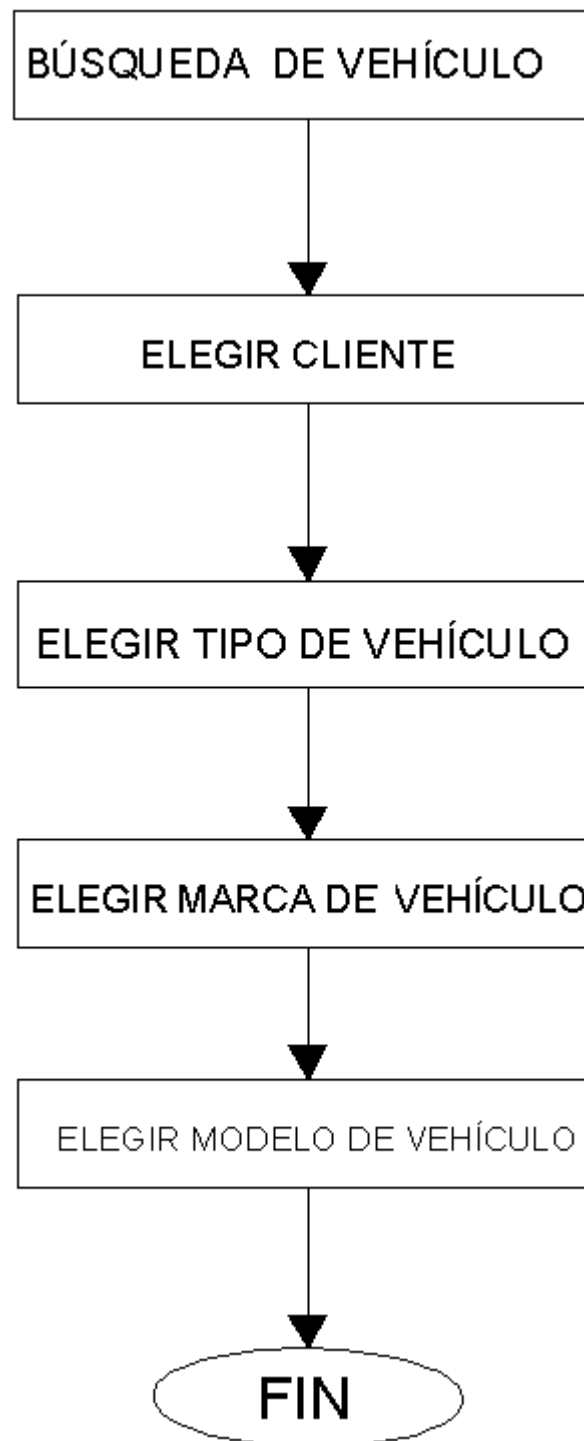 BÚSQUEDA DE VEHÍCULO
ELEGIR CLIENTE
ELEGIR TIPO DE VEHÍCULO
ELEGIR MARCA DE VEHÍCULO
ELEGIR MODELO DE VEHÍCULO
FIN